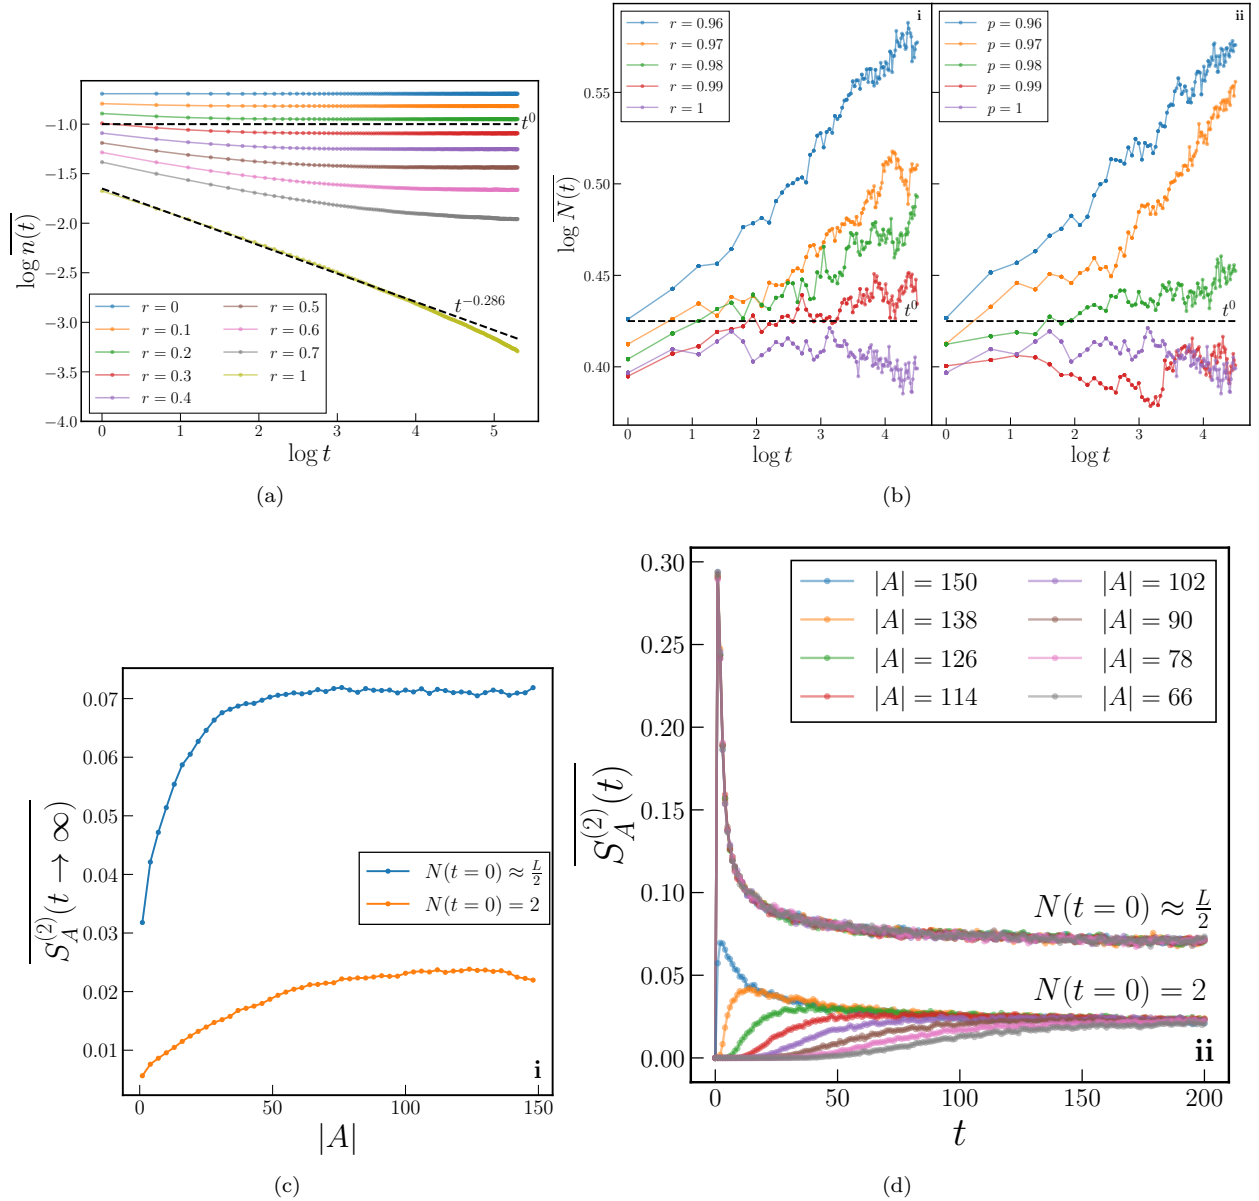 −1.0
−1.5
−2.0
−2.5
−3.0
−3.5
−4.0
log n(t)
t^0
t^{−0.286}
r = 0
r = 0.1
r = 0.2
r = 0.3
r = 0.4
r = 0.5
r = 0.6
r = 0.7
r = 1
0 1 2 3 4 5
log t
(a)
i
r = 0.96
r = 0.97
r = 0.98
r = 0.99
r = 1
0.55
0.50
0.45
0.40
log N(t)
t^0
0 1 2 3 4
log t
ii
p = 0.96
p = 0.97
p = 0.98
p = 0.99
p = 1
t^0
0 1 2 3 4
log t
(b)
0.07
0.06
0.05
0.04
0.03
0.02
0.01
S_A^{(2)}(t → ∞)
N(t = 0) ≈ L/2
N(t = 0) = 2
i
0 50 100 150
|A|
(c)
0.30
0.25
0.20
0.15
0.10
0.05
0.00
S_A^{(2)}(t)
|A| = 150
|A| = 138
|A| = 126
|A| = 114
|A| = 102
|A| = 90
|A| = 78
|A| = 66
N(t = 0) ≈ L/2
N(t = 0) = 2
ii
0 50 100 150 200
t
(d)